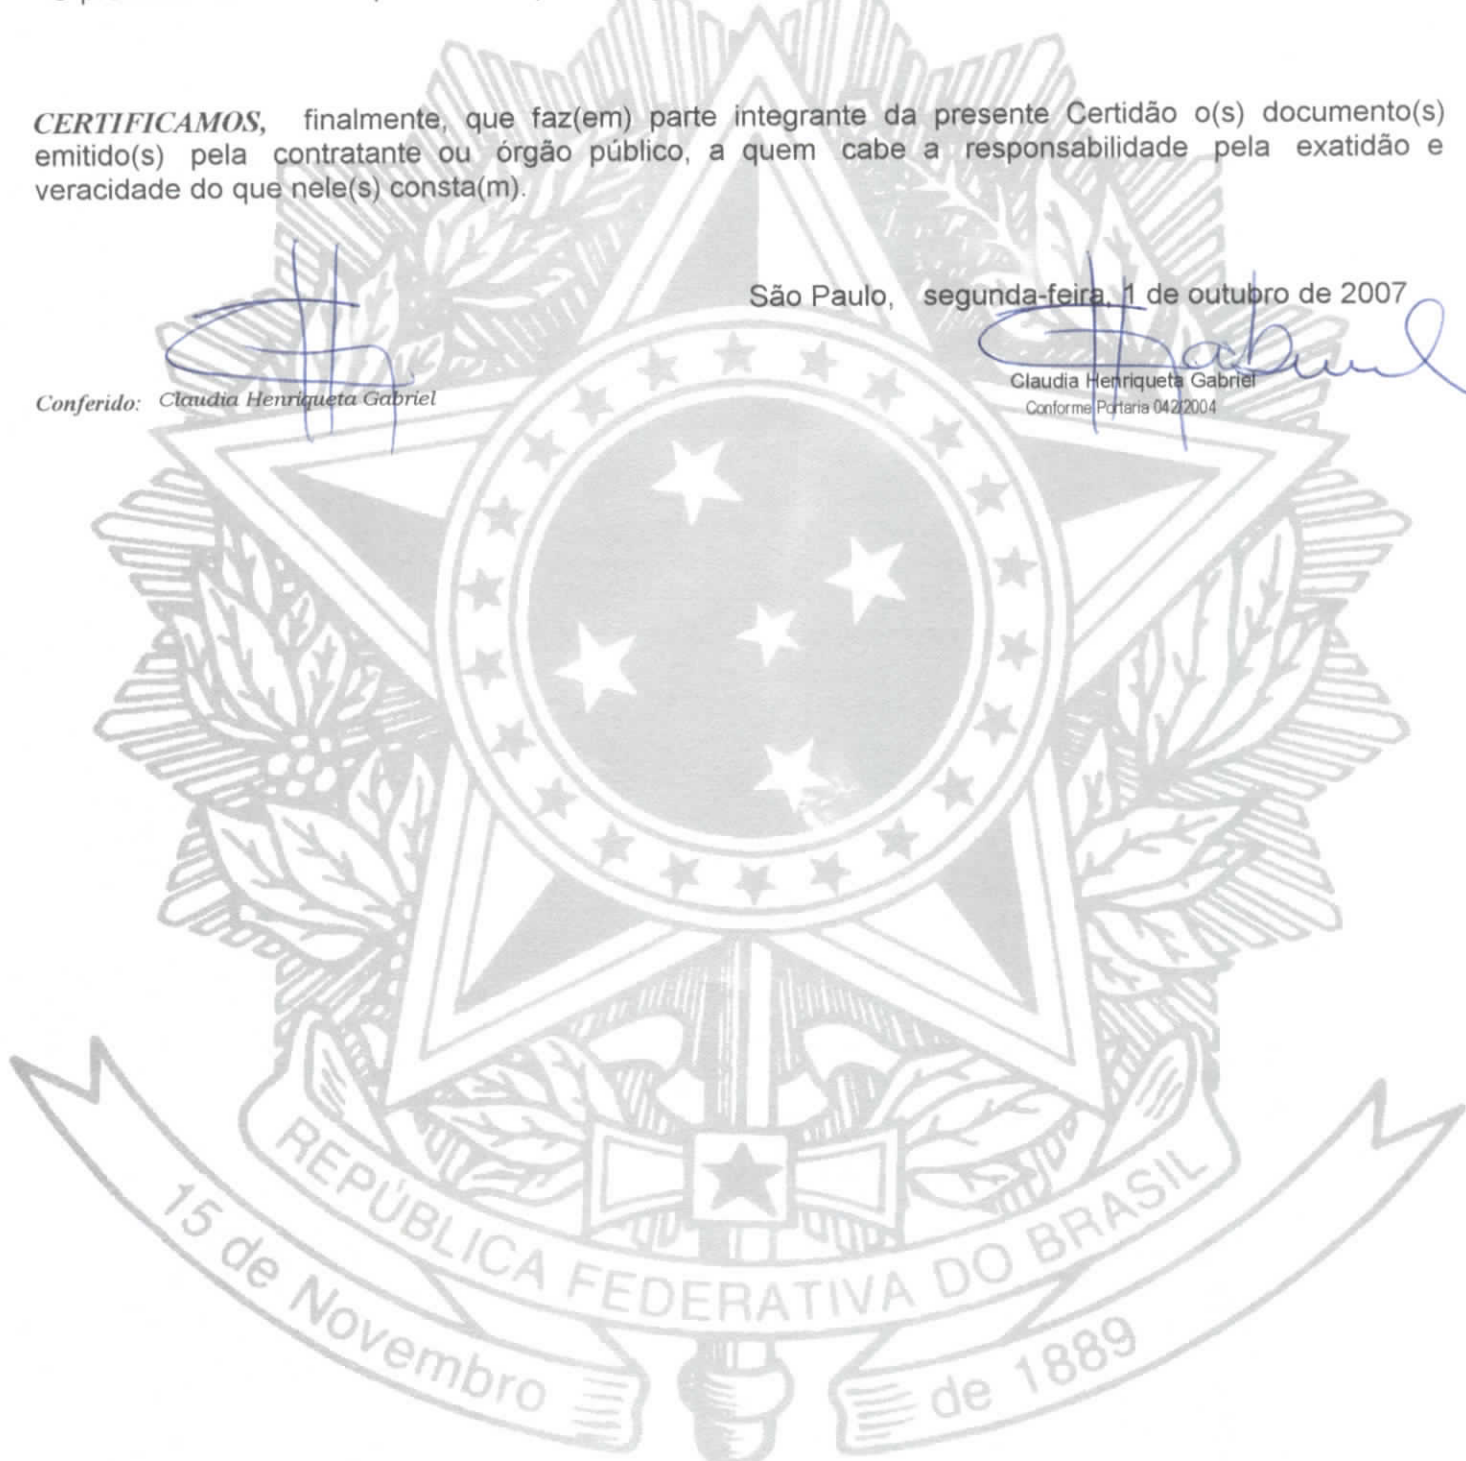 CERTIFICAMOS, finalmente, que faz(em) parte integrante da presente Certidão o(s) documento(s)
emitido(s) pela contratante ou órgão público, a quem cabe a responsabilidade pela exatidão e
veracidade do que nele(s) consta(m).
São Paulo, segunda-feira, 1 de outubro de 2007
Conferido: Claudia Henriqueta Gabriel
Claudia Henriqueta Gabriel
Conforme Portaria 042/2004
REPÚBLICA FEDERATIVA DO BRASIL
15 de Novembro de 1889